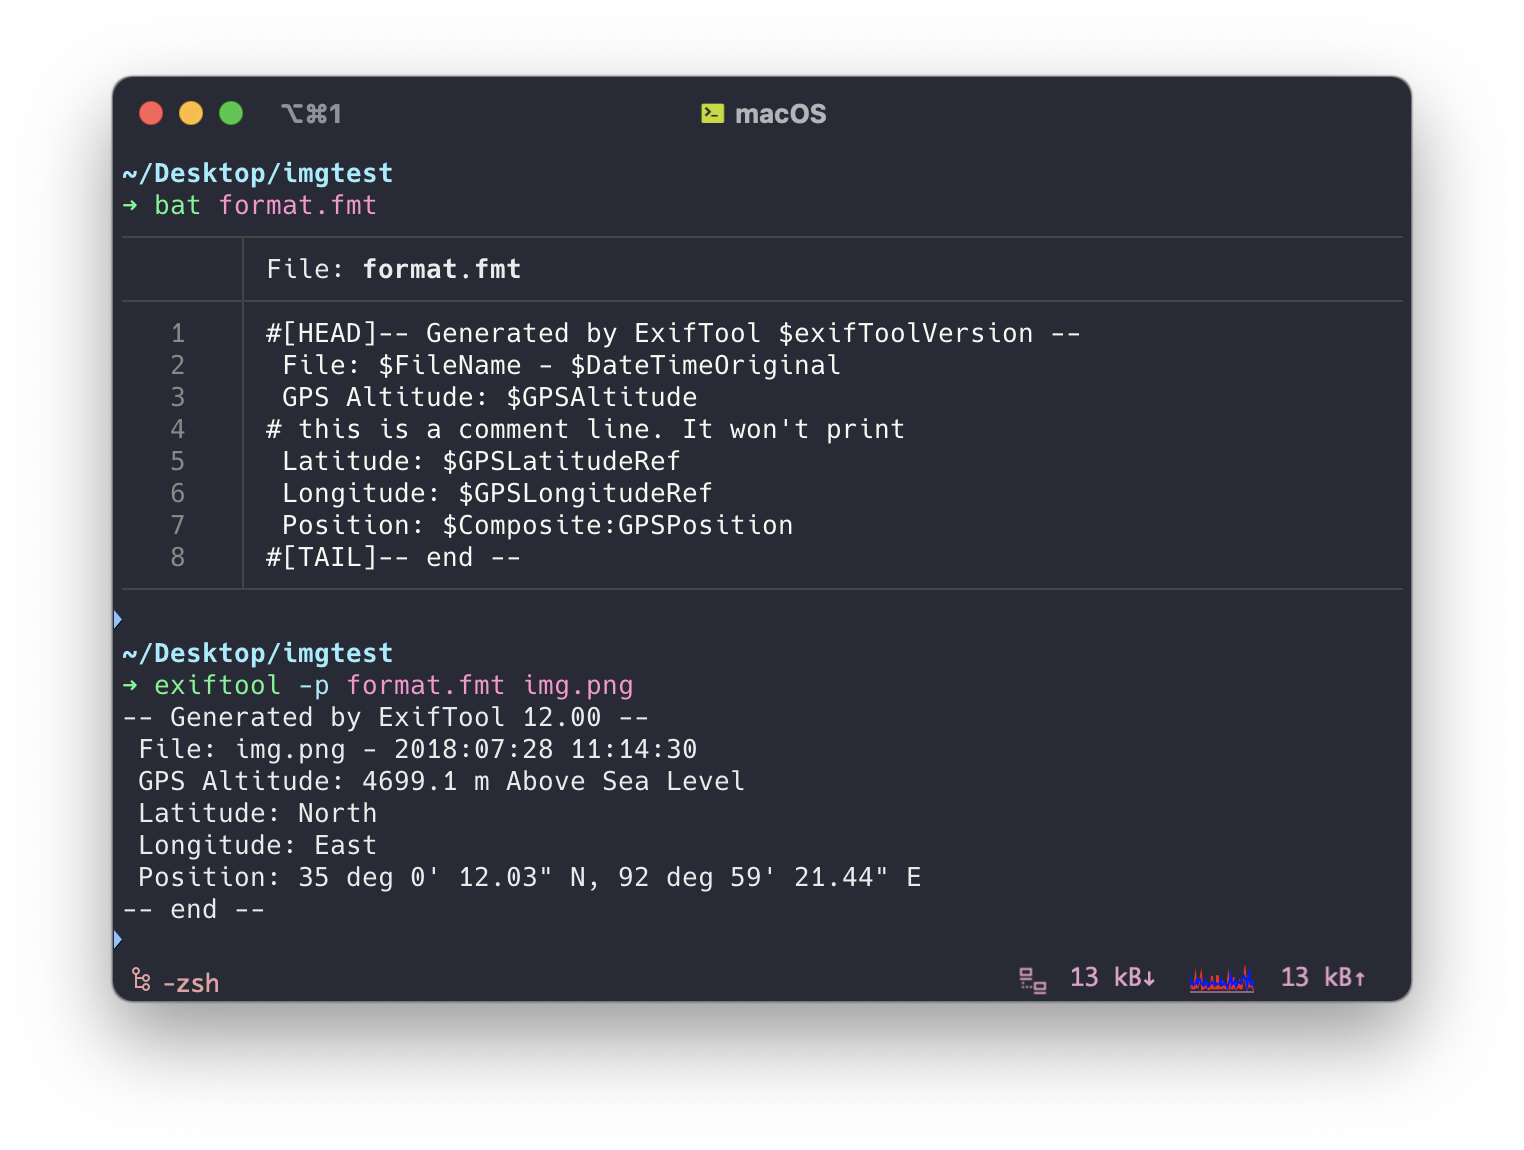 ⌥⌘1
macOS
~/Desktop/imgtest
→ bat format.fmt
File: format.fmt
1 #[HEAD]-- Generated by ExifTool $exifToolVersion --
2  File: $FileName - $DateTimeOriginal
3  GPS Altitude: $GPSAltitude
4 # this is a comment line. It won't print
5  Latitude: $GPSLatitudeRef
6  Longitude: $GPSLongitudeRef
7  Position: $Composite:GPSPosition
8 #[TAIL]-- end --
~/Desktop/imgtest
→ exiftool -p format.fmt img.png
-- Generated by ExifTool 12.00 --
 File: img.png - 2018:07:28 11:14:30
 GPS Altitude: 4699.1 m Above Sea Level
 Latitude: North
 Longitude: East
 Position: 35 deg 0' 12.03" N, 92 deg 59' 21.44" E
-- end --
-zsh 13 kB↓ 13 kB↑